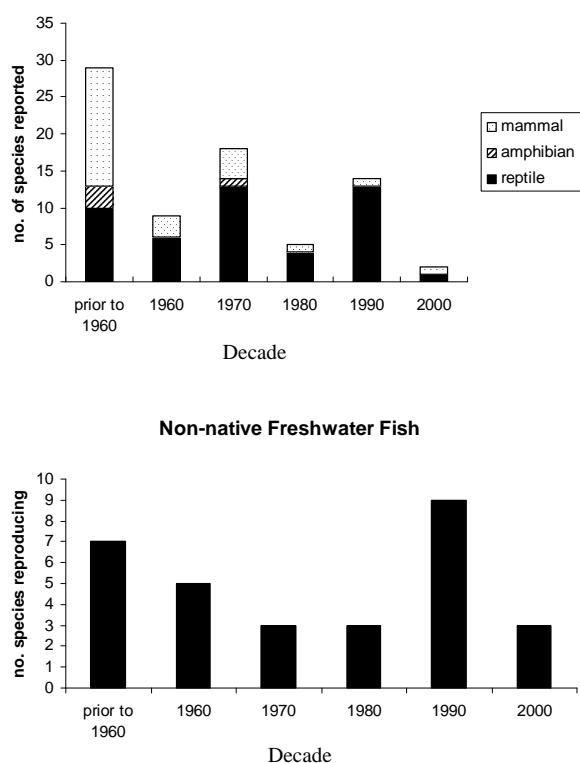 no. of species reported
35
30
25
20
15
10
5
0
prior to 1960
1960
1970
1980
1990
2000
Decade
mammal
amphibian
reptile
Non-native Freshwater Fish
no. species reproducing
10
9
8
7
6
5
4
3
2
1
0
prior to 1960
1960
1970
1980
1990
2000
Decade